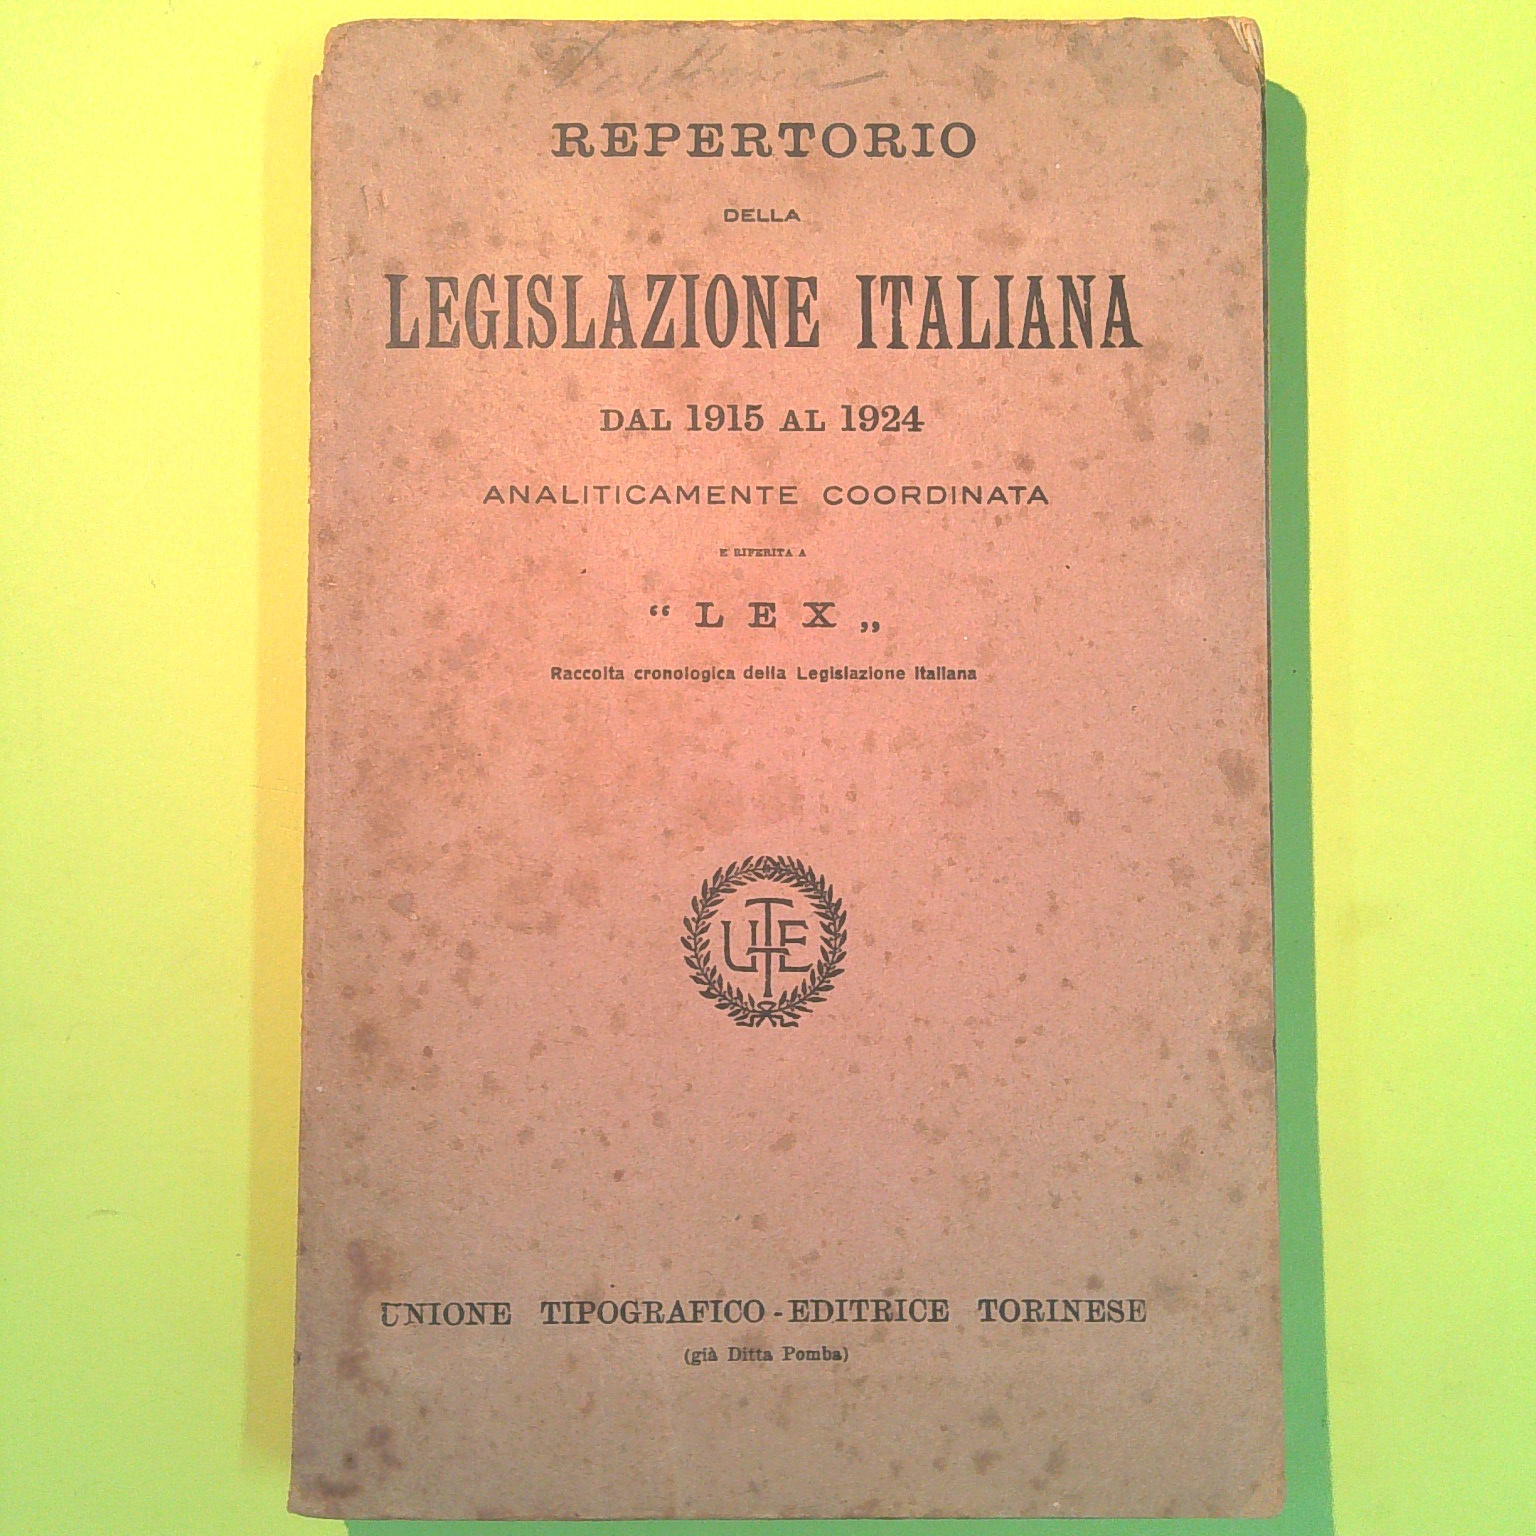 REPERTORIO
DELLA
LEGISLAZIONE ITALIANA
DAL 1915 AL 1924
ANALITICAMENTE COORDINATA
E RIFERITA A
“ LEX „
Raccolta cronologica della Legislazione Italiana
UTET
UNIONE TIPOGRAFICO-EDITRICE TORINESE
(già Ditta Pomba)